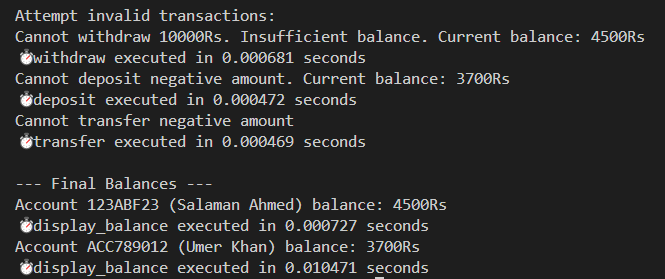 Attempt invalid transactions:
Cannot withdraw 10000Rs. Insufficient balance. Current balance: 4500Rs
⏱withdraw executed in 0.000681 seconds
Cannot deposit negative amount. Current balance: 3700Rs
⏱deposit executed in 0.000472 seconds
Cannot transfer negative amount
⏱transfer executed in 0.000469 seconds
--- Final Balances ---
Account 123ABF23 (Salaman Ahmed) balance: 4500Rs
⏱display_balance executed in 0.000727 seconds
Account ACC789012 (Umer Khan) balance: 3700Rs
⏱display_balance executed in 0.010471 seconds